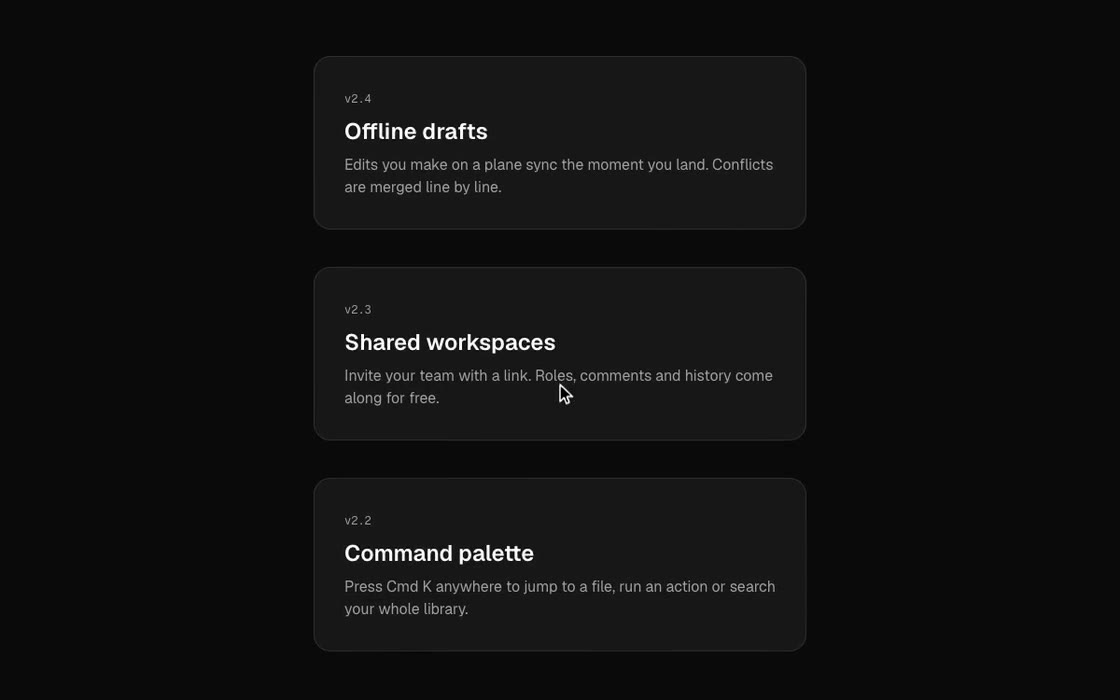 v2.4
Offline drafts
Edits you make on a plane sync the moment you land. Conflicts
are merged line by line.
v2.3
Shared workspaces
Invite your team with a link. Roles, comments and history come
along for free.
v2.2
Command palette
Press Cmd K anywhere to jump to a file, run an action or search
your whole library.